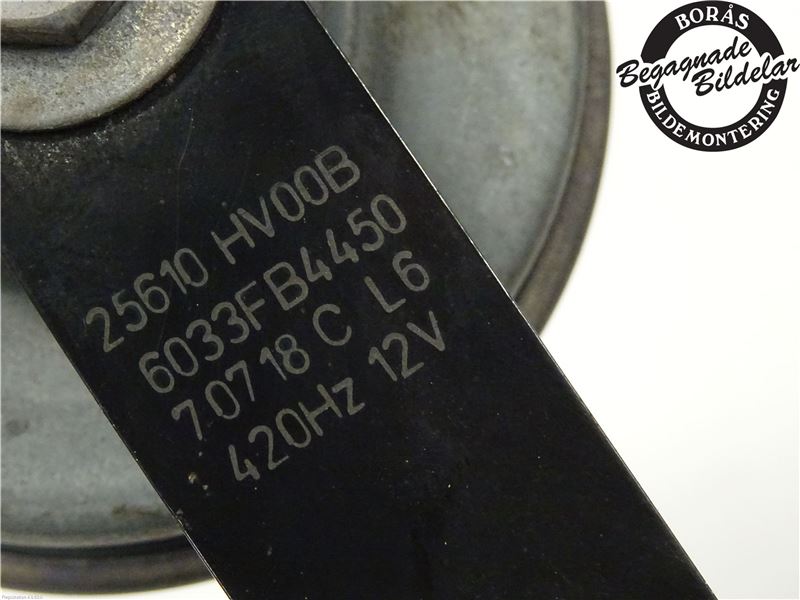 BORÅS
Begagnade
Bildelar
BILDEMONTERING
25610 HV00B
6033FB4450
70718 C L6
420Hz 12V